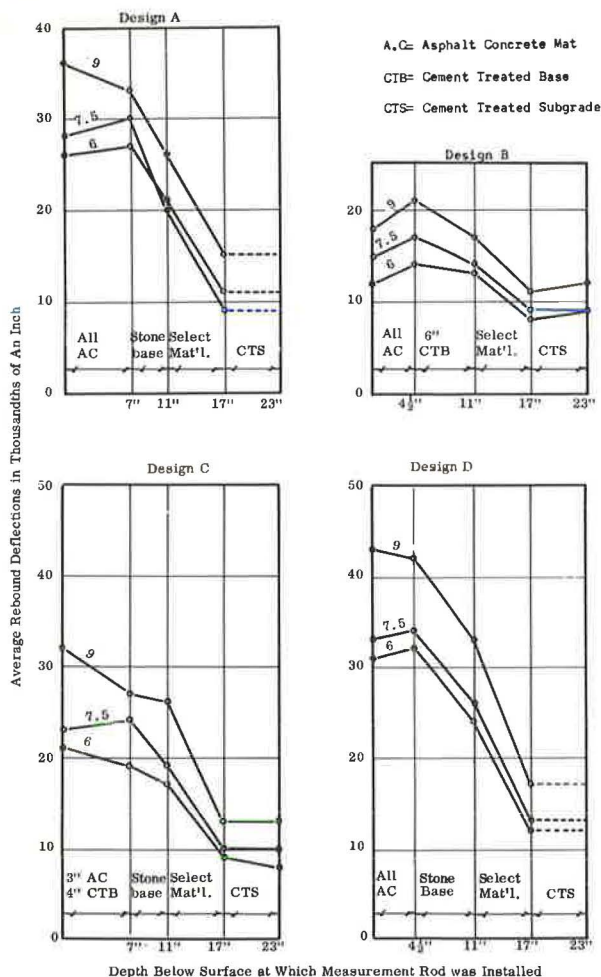 Design A
A.C= Asphalt Concrete Mat
CTB= Cement Treated Base
CTS= Cement Treated Subgrade
40
30
20
10
0
9
7.5
6
All AC
Stone base
Select Mat'l.
CTS
7" 11" 17" 23"
Design B
20
10
0
9
7.5
6
All AC
6" CTB
Select Mat'l.
CTS
4½" 11" 17" 23"
Average Rebound Deflections in Thousandths of An Inch
Design C
50
40
30
20
10
0
9
7.5
6
3" AC
4" CTB
Stone base
Select Mat'l.
CTS
7" 11" 17" 23"
Design D
50
40
30
20
10
0
9
7.5
6
All AC
Stone Base
Select Mat'l.
CTS
4½" 11" 17" 23"
Depth Below Surface at Which Measurement Rod was Installed